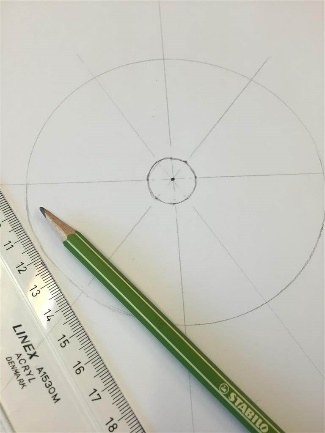 11
12
13
14
15
16
17
18
LINEX A1530M
ACRYL
DENMARK
STABILO